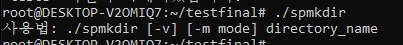 root@DESKTOP-V2OMIQ7:~/testfinal# ./spmkdir
사용법: ./spmkdir [-v] [-m mode] directory_name